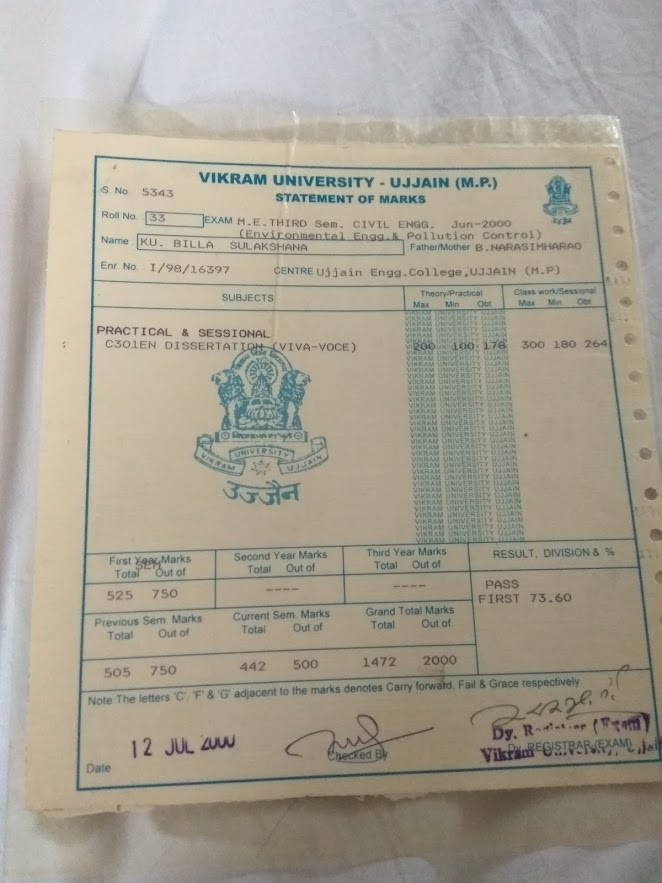 VIKRAM UNIVERSITY - UJJAIN (M.P.)
STATEMENT OF MARKS
S. No 5343
Roll No. 33 EXAM M.E.THIRD Sem. CIVIL ENGG. Jun-2000
(Environmental Engg.& Pollution Control)
Name KU. BILLA SULAKSHANA Father/Mother B.NARASIMHARAO
Enr. No. I/98/16397 CENTRE Ujjain Engg.College,UJJAIN (M.P)
SUBJECTS Theory/Practical Class work/Sessional
Max Min Obt Max Min. Obt
PRACTICAL & SESSIONAL
C301EN DISSERTATION (VIVA-VOCE) 200 100 178 300 180 264
VIKRAM UNIVERSITY UJJAIN
उज्जैन
First Year Marks Second Year Marks Third Year Marks RESULT, DIVISION & %
SEM
Total Out of Total Out of Total Out of
525 750 ---- ---- PASS
FIRST 73.60
Previous Sem. Marks Current Sem. Marks Grand Total Marks
Total Out of Total Out of Total Out of
505 750 442 500 1472 2000
Note The letters 'C', 'F' & 'G' adjacent to the marks denotes Carry forward, Fail & Grace respectively
12 JUL 2000
Dy. Registrar (Exam)
Date Checked By Dy. REGISTRAR (EXAM)
Vikram